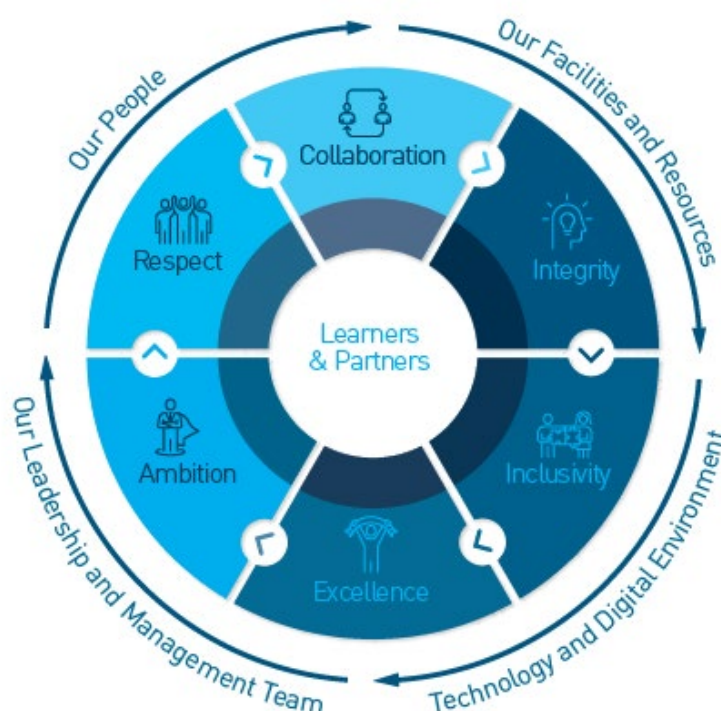 Our People
Our Facilities and Resources
Collaboration
Respect
Integrity
Learners
& Partners
Ambition
Inclusivity
Excellence
Our Leadership and Management Team
Technology and Digital Environment